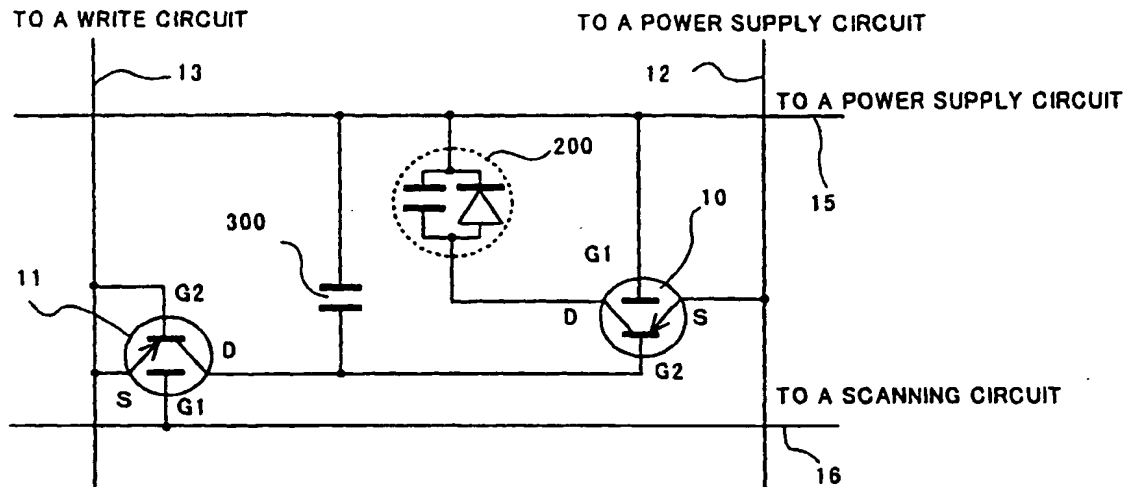 TO A WRITE CIRCUIT
TO A POWER SUPPLY CIRCUIT
13
12
TO A POWER SUPPLY CIRCUIT
200
15
10
300
G1
11
G2
D
S
D
G2
S
G1
TO A SCANNING CIRCUIT
16